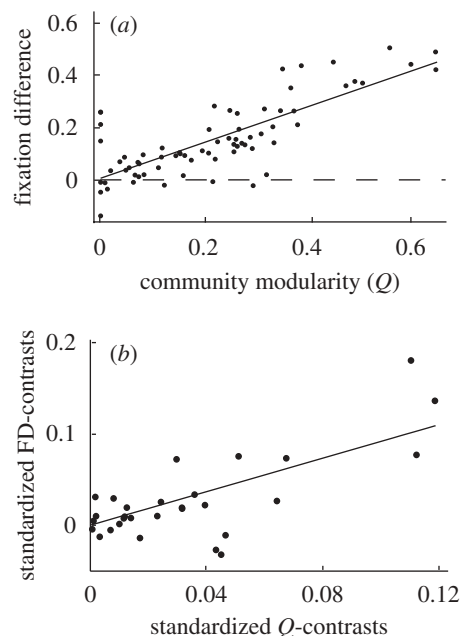 (a)
fixation difference
0.6
0.4
0.2
0
0 0.2 0.4 0.6
community modularity (Q)
(b)
standardized FD-contrasts
0.2
0.1
0
0 0.04 0.08 0.12
standardized Q-contrasts